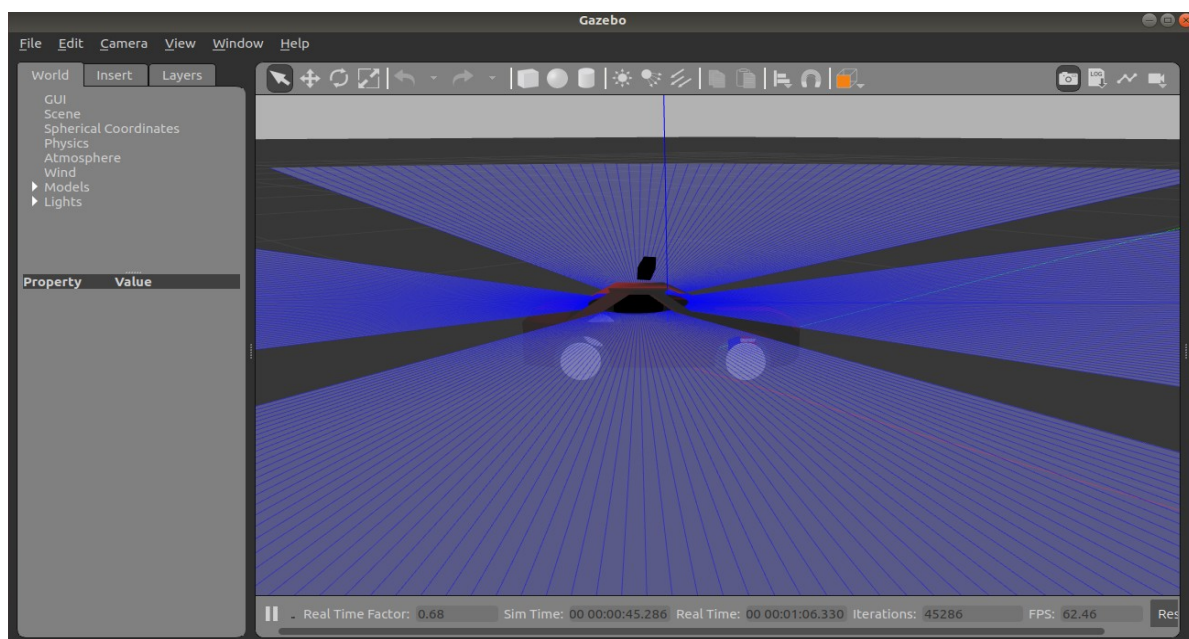 Gazebo
File Edit Camera View Window Help
World Insert Layers
GUI
Scene
Spherical Coordinates
Physics
Atmosphere
Wind
Models
Lights
Property Value
Real Time Factor: 0.68 Sim Time: 00 00:00:45.286 Real Time: 00 00:01:06.330 Iterations: 45286 FPS: 62.46 Res